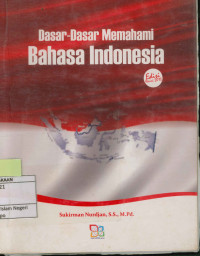 Dasar-Dasar Memahami
Bahasa Indonesia
Edisi
Sukirman Nurdjan, S.S., M.Pd.